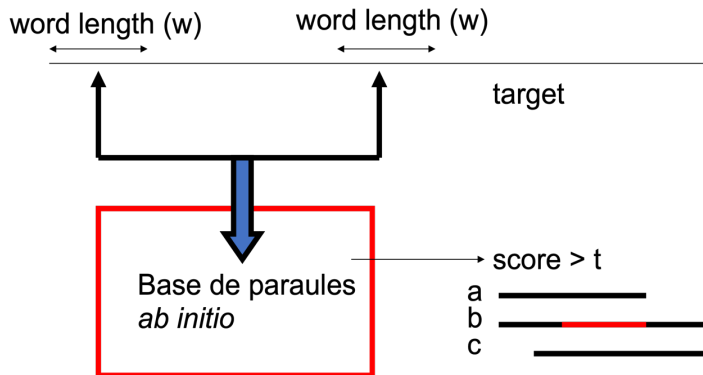 word length (w)
word length (w)
target
Base de paraules
ab initio
score > t
a
b
c